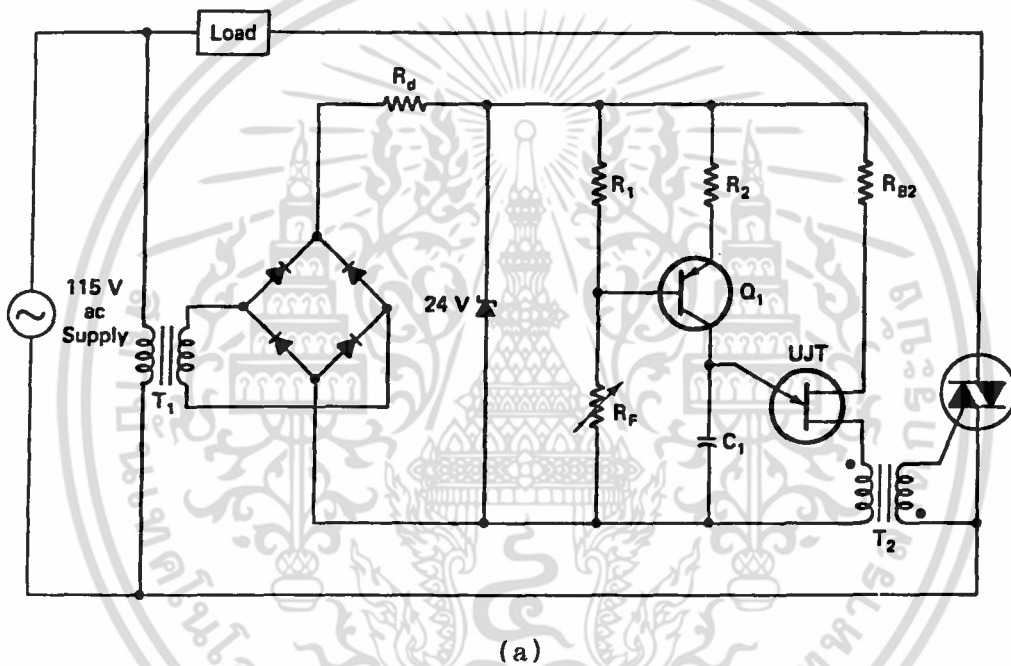 Load
R_d
R_1
R_2
R_B2
115 V
ac
Supply
24 V
Q_1
T_1
UJT
R_F
C_1
T_2
(a)